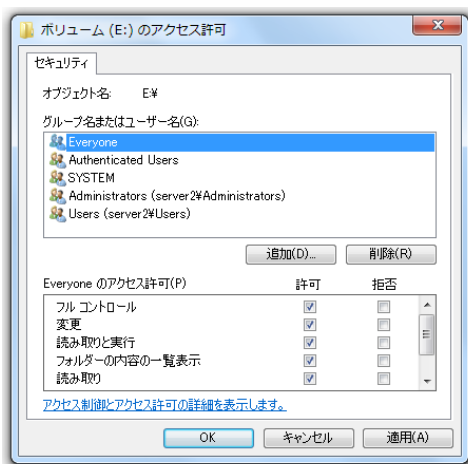 ボリューム (E:) のアクセス許可
セキュリティ
オブジェクト名: E:¥
グループ名またはユーザー名(G):
Everyone
Authenticated Users
SYSTEM
Administrators (server2¥Administrators)
Users (server2¥Users)
追加(D)... 削除(R)
Everyone のアクセス許可(P) 許可 拒否
フル コントロール
変更
読み取りと実行
フォルダーの内容の一覧表示
読み取り
アクセス制御とアクセス許可の詳細を表示します。
OK キャンセル 適用(A)